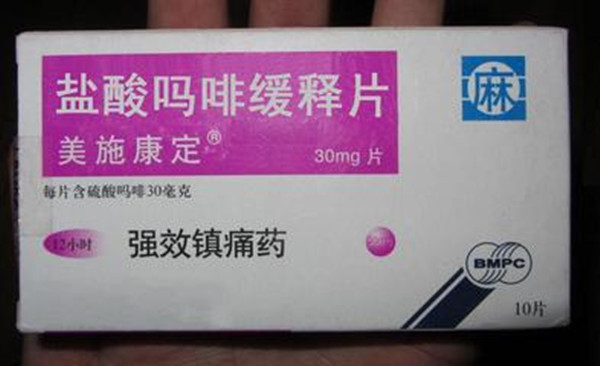 盐酸吗啡缓释片
麻
美施康定®
30mg 片
每片含硫酸吗啡30毫克
12小时
强效镇痛药
BMPC
10片